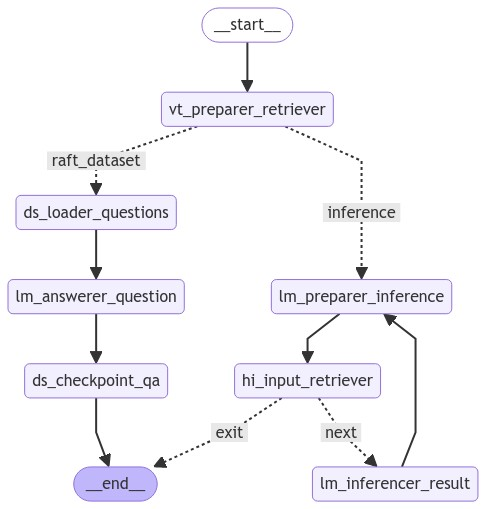 __start__
vt_preparer_retriever
raft_dataset
ds_loader_questions
inference
lm_answerer_question
lm_preparer_inference
ds_checkpoint_qa
hi_input_retriever
exit
next
__end__
lm_inferencer_result